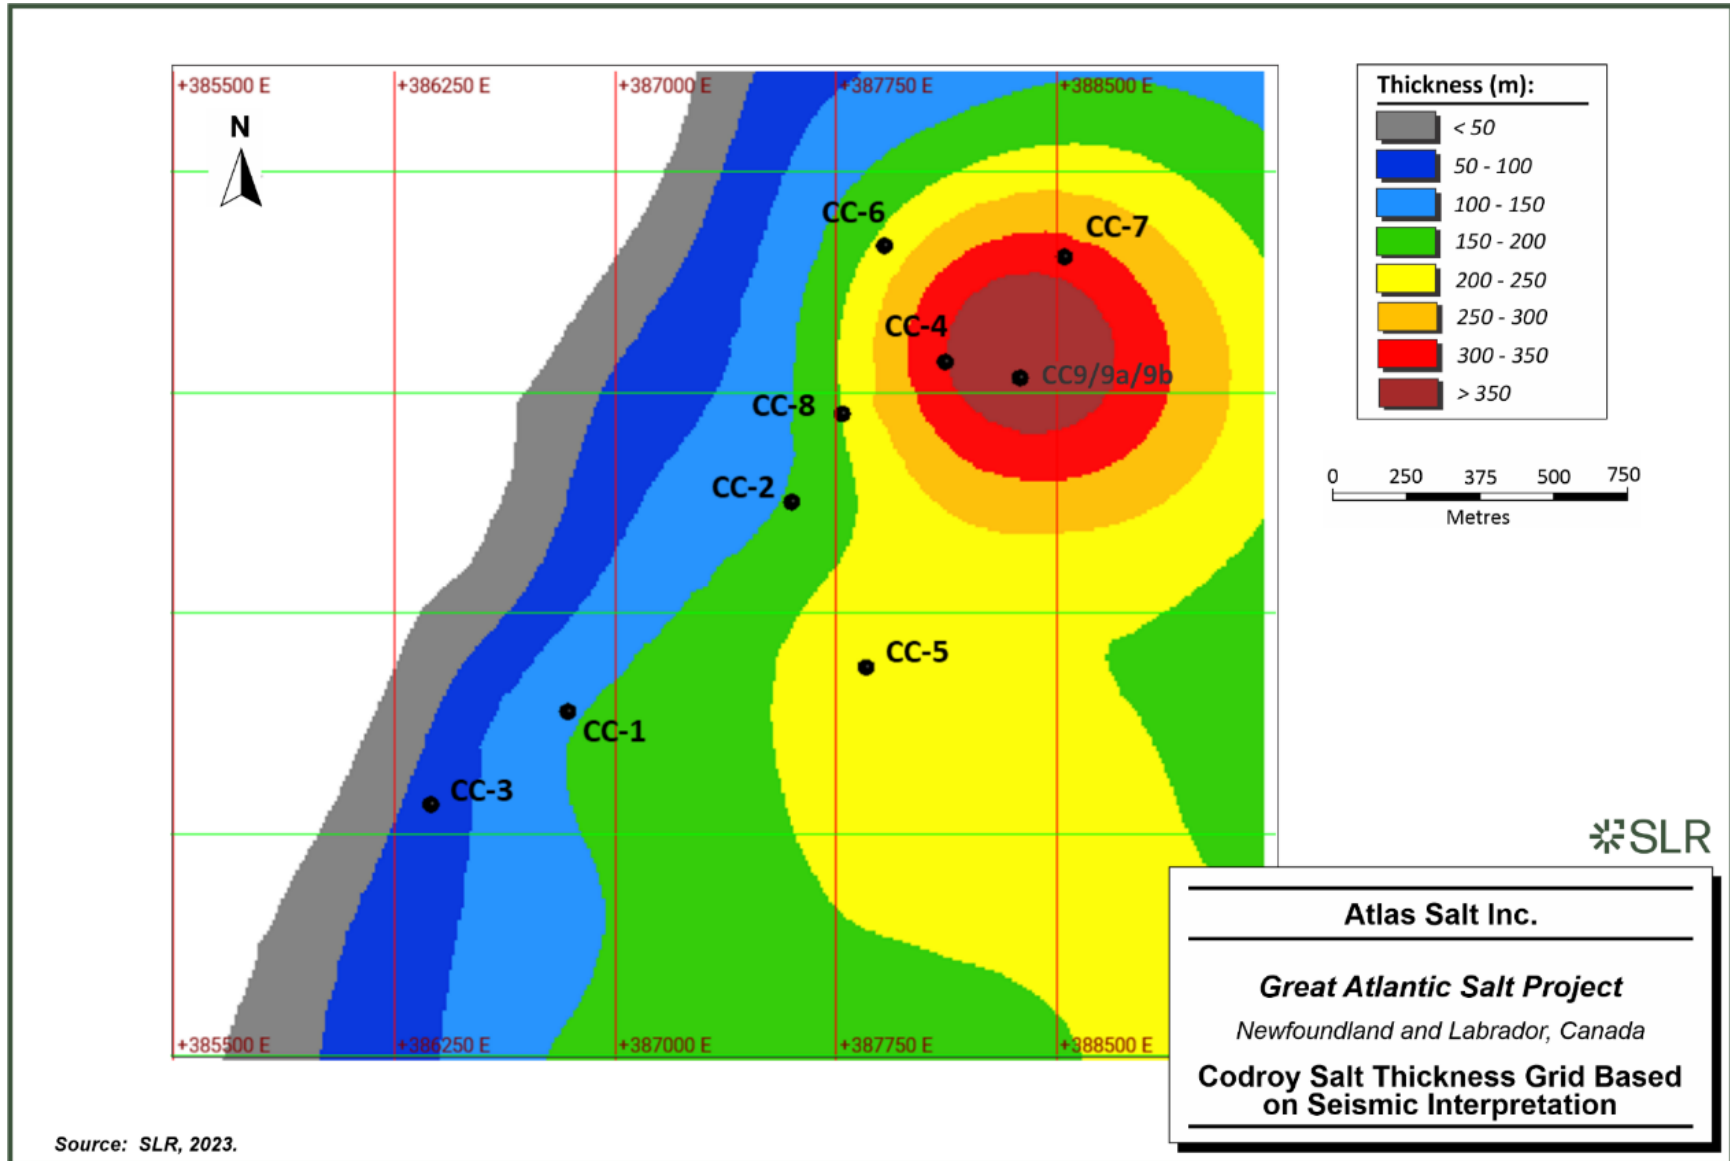 +385500 E
+386250 E
+387000 E
+387750 E
+388500 E
N
CC-6
CC-7
CC-4
CC9/9a/9b
CC-8
CC-2
CC-5
CC-1
CC-3
+385500 E
+386250 E
+387000 E
+387750 E
+388500 E
Thickness (m):
< 50
50 - 100
100 - 150
150 - 200
200 - 250
250 - 300
300 - 350
> 350
0 250 375 500 750
Metres
SLR
Atlas Salt Inc.
Great Atlantic Salt Project
Newfoundland and Labrador, Canada
Codroy Salt Thickness Grid Based
on Seismic Interpretation
Source: SLR, 2023.